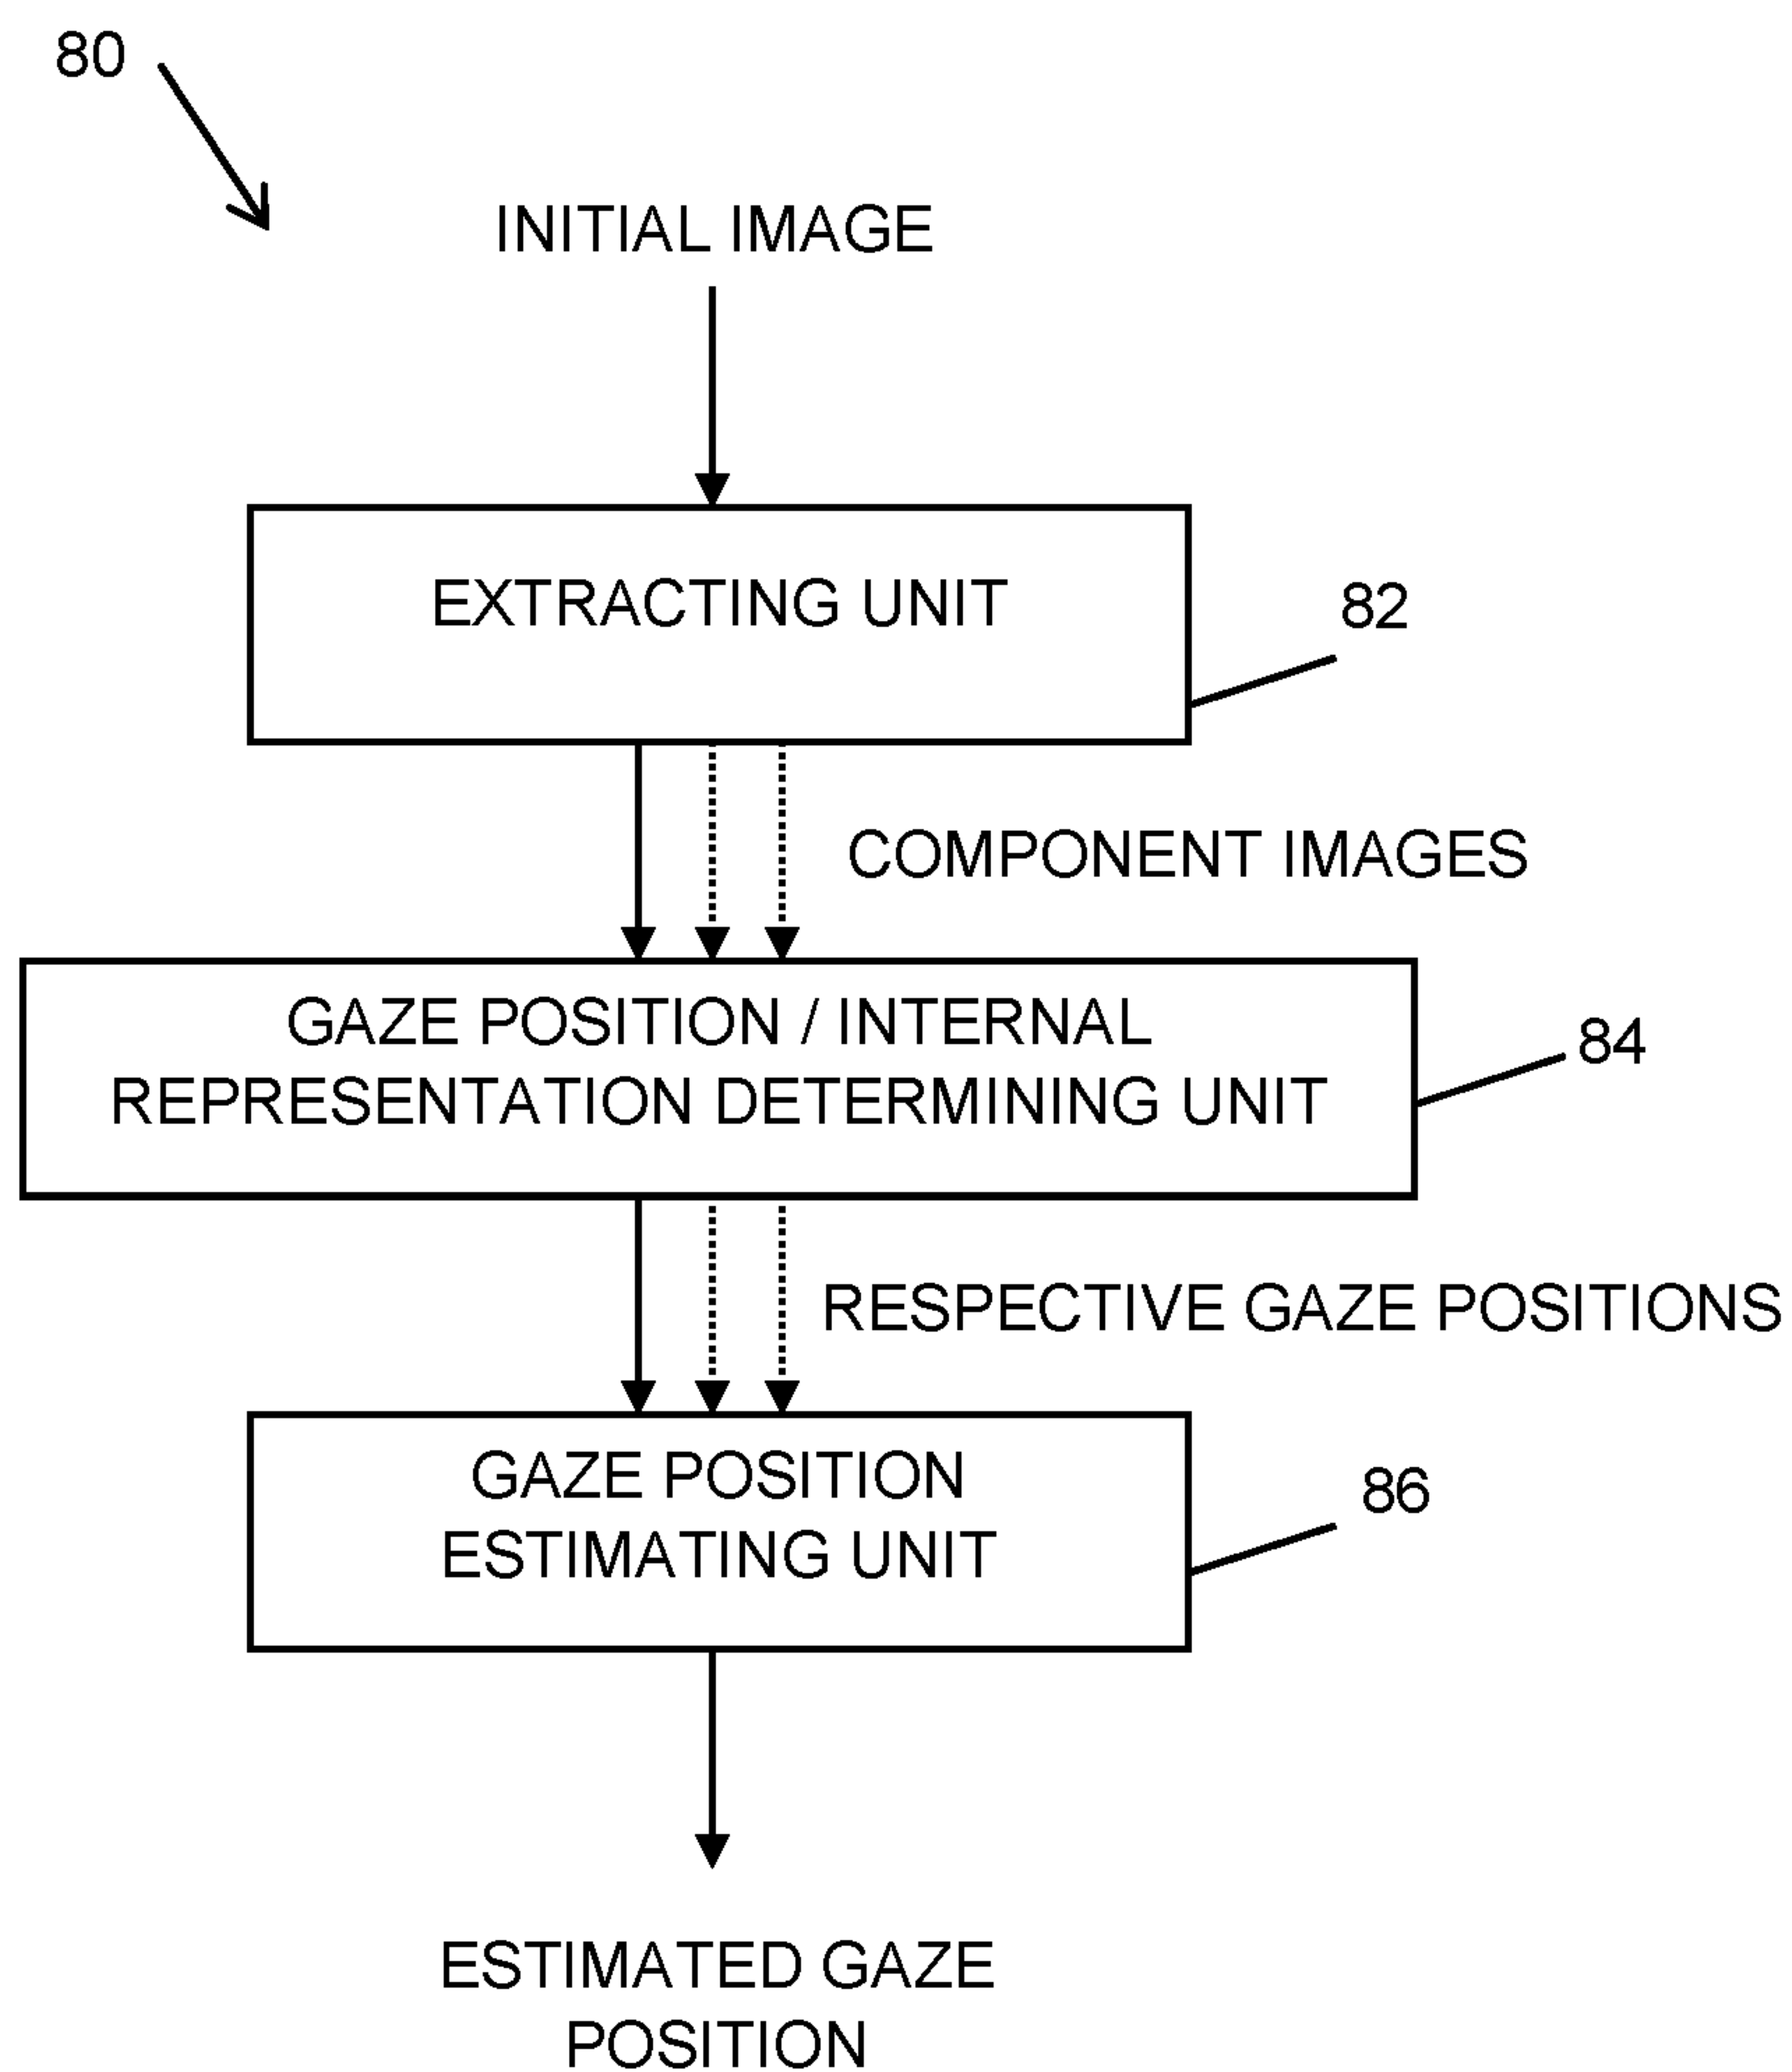 80
INITIAL IMAGE
EXTRACTING UNIT
82
COMPONENT IMAGES
GAZE POSITION / INTERNAL
REPRESENTATION DETERMINING UNIT
84
RESPECTIVE GAZE POSITIONS
GAZE POSITION
ESTIMATING UNIT
86
ESTIMATED GAZE
POSITION